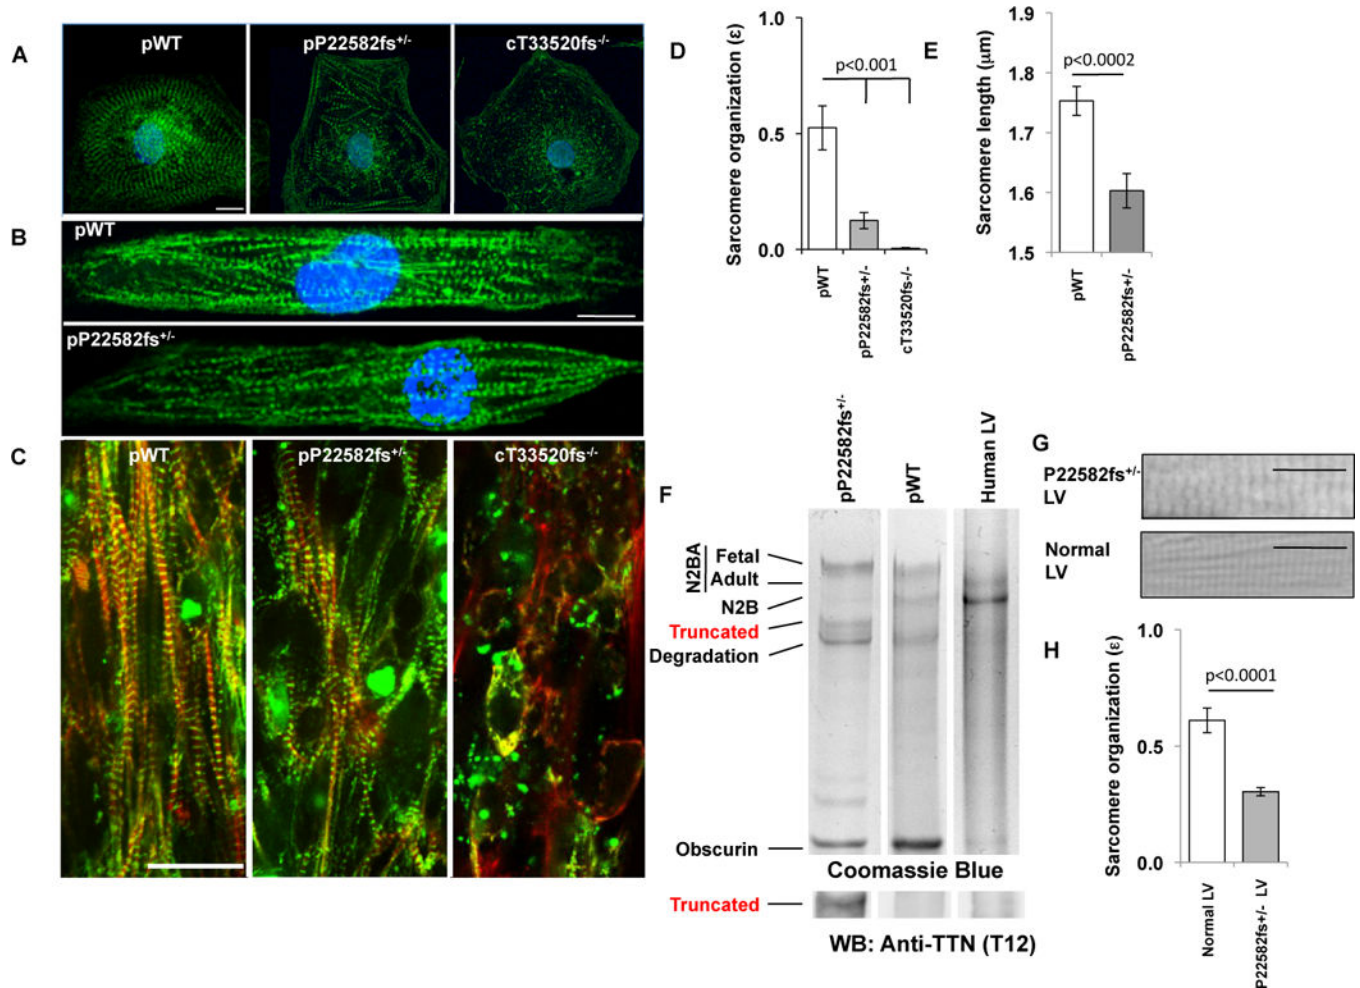 A
pWT
pP22582fs+/-
cT33520fs-/-
B
pWT
pP22582fs+/-
C
pWT
pP22582fs+/-
cT33520fs-/-
D
Sarcomere organization (ε)
1.0
0.5
0.0
p<0.001
pWT
pP22582fs+/-
cT33520fs-/-
E
Sarcomere length (μm)
1.9
1.8
1.7
1.6
1.5
p<0.0002
pWT
pP22582fs+/-
F
pP22582fs+/-
pWT
Human LV
N2BA
Fetal
Adult
N2B
Truncated
Degradation
Obscurin
Coomassie Blue
Truncated
WB: Anti-TTN (T12)
G
P22582fs+/-
LV
Normal
LV
H
Sarcomere organization (ε)
1.0
0.5
0.0
p<0.0001
Normal LV
P22582fs+/- LV